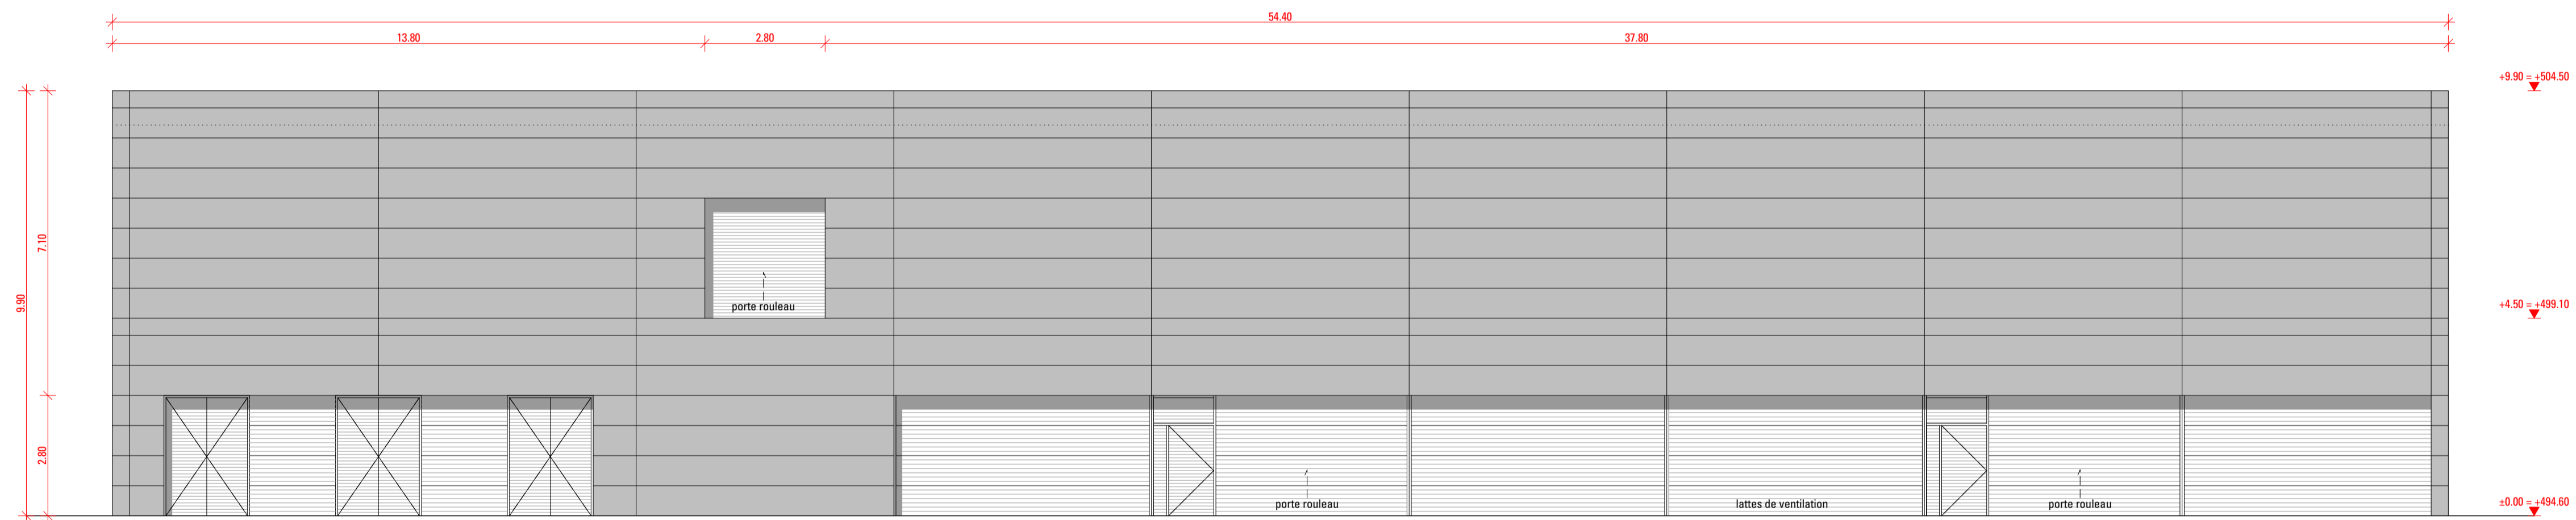 54.40
13.80 2.80 37.80
+9.90 = +504.50
7.10
9.90
porte rouleau
+4.50 = +499.10
2.80
porte rouleau
lattes de ventilation
porte rouleau
±0.00 = +494.60